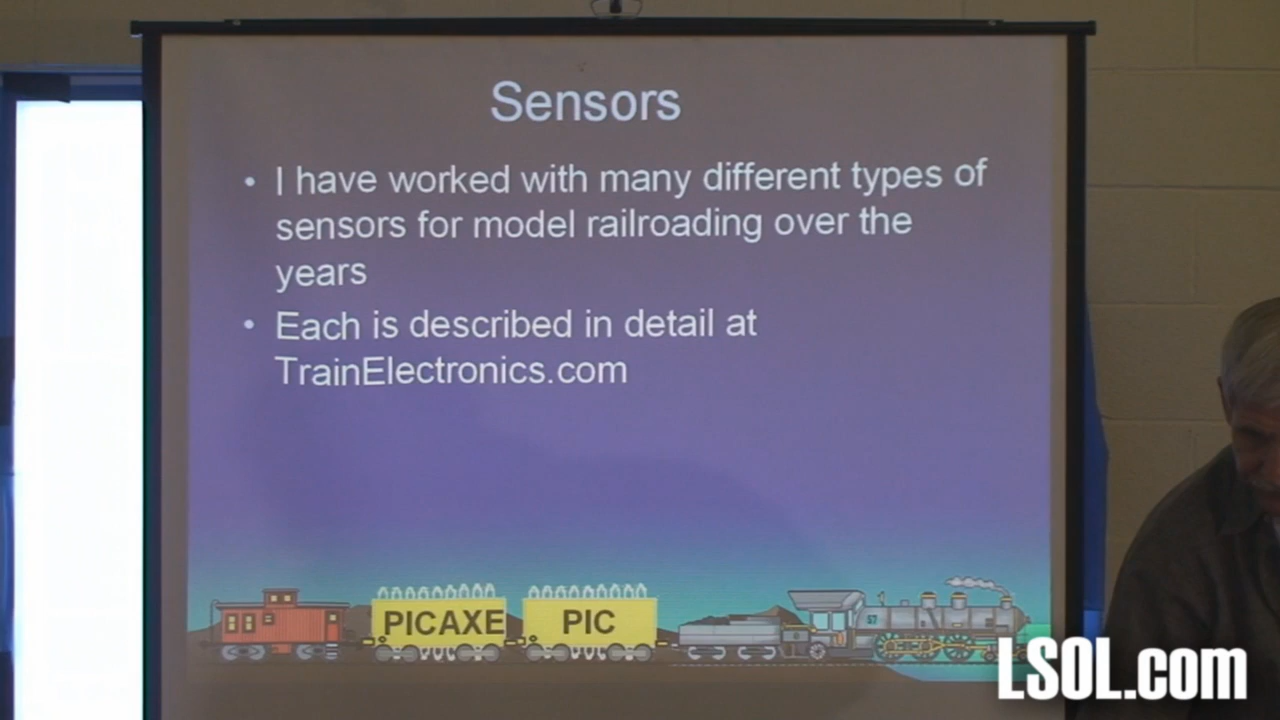 Sensors
• I have worked with many different types of
sensors for model railroading over the
years
• Each is described in detail at
TrainElectronics.com
PICAXE
PIC
57
LSOL.com